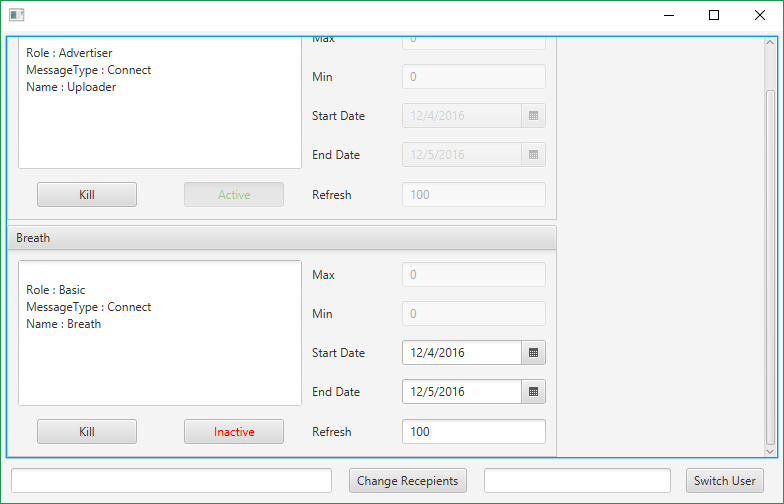 Max 0
Role : Advertiser
MessageType : Connect
Name : Uploader
Min 0
Start Date 12/4/2016
End Date 12/5/2016
Kill Active Refresh 100
Breath
Role : Basic
MessageType : Connect
Name : Breath
Max 0
Min 0
Start Date 12/4/2016
End Date 12/5/2016
Kill Inactive Refresh 100
Change Recepients Switch User